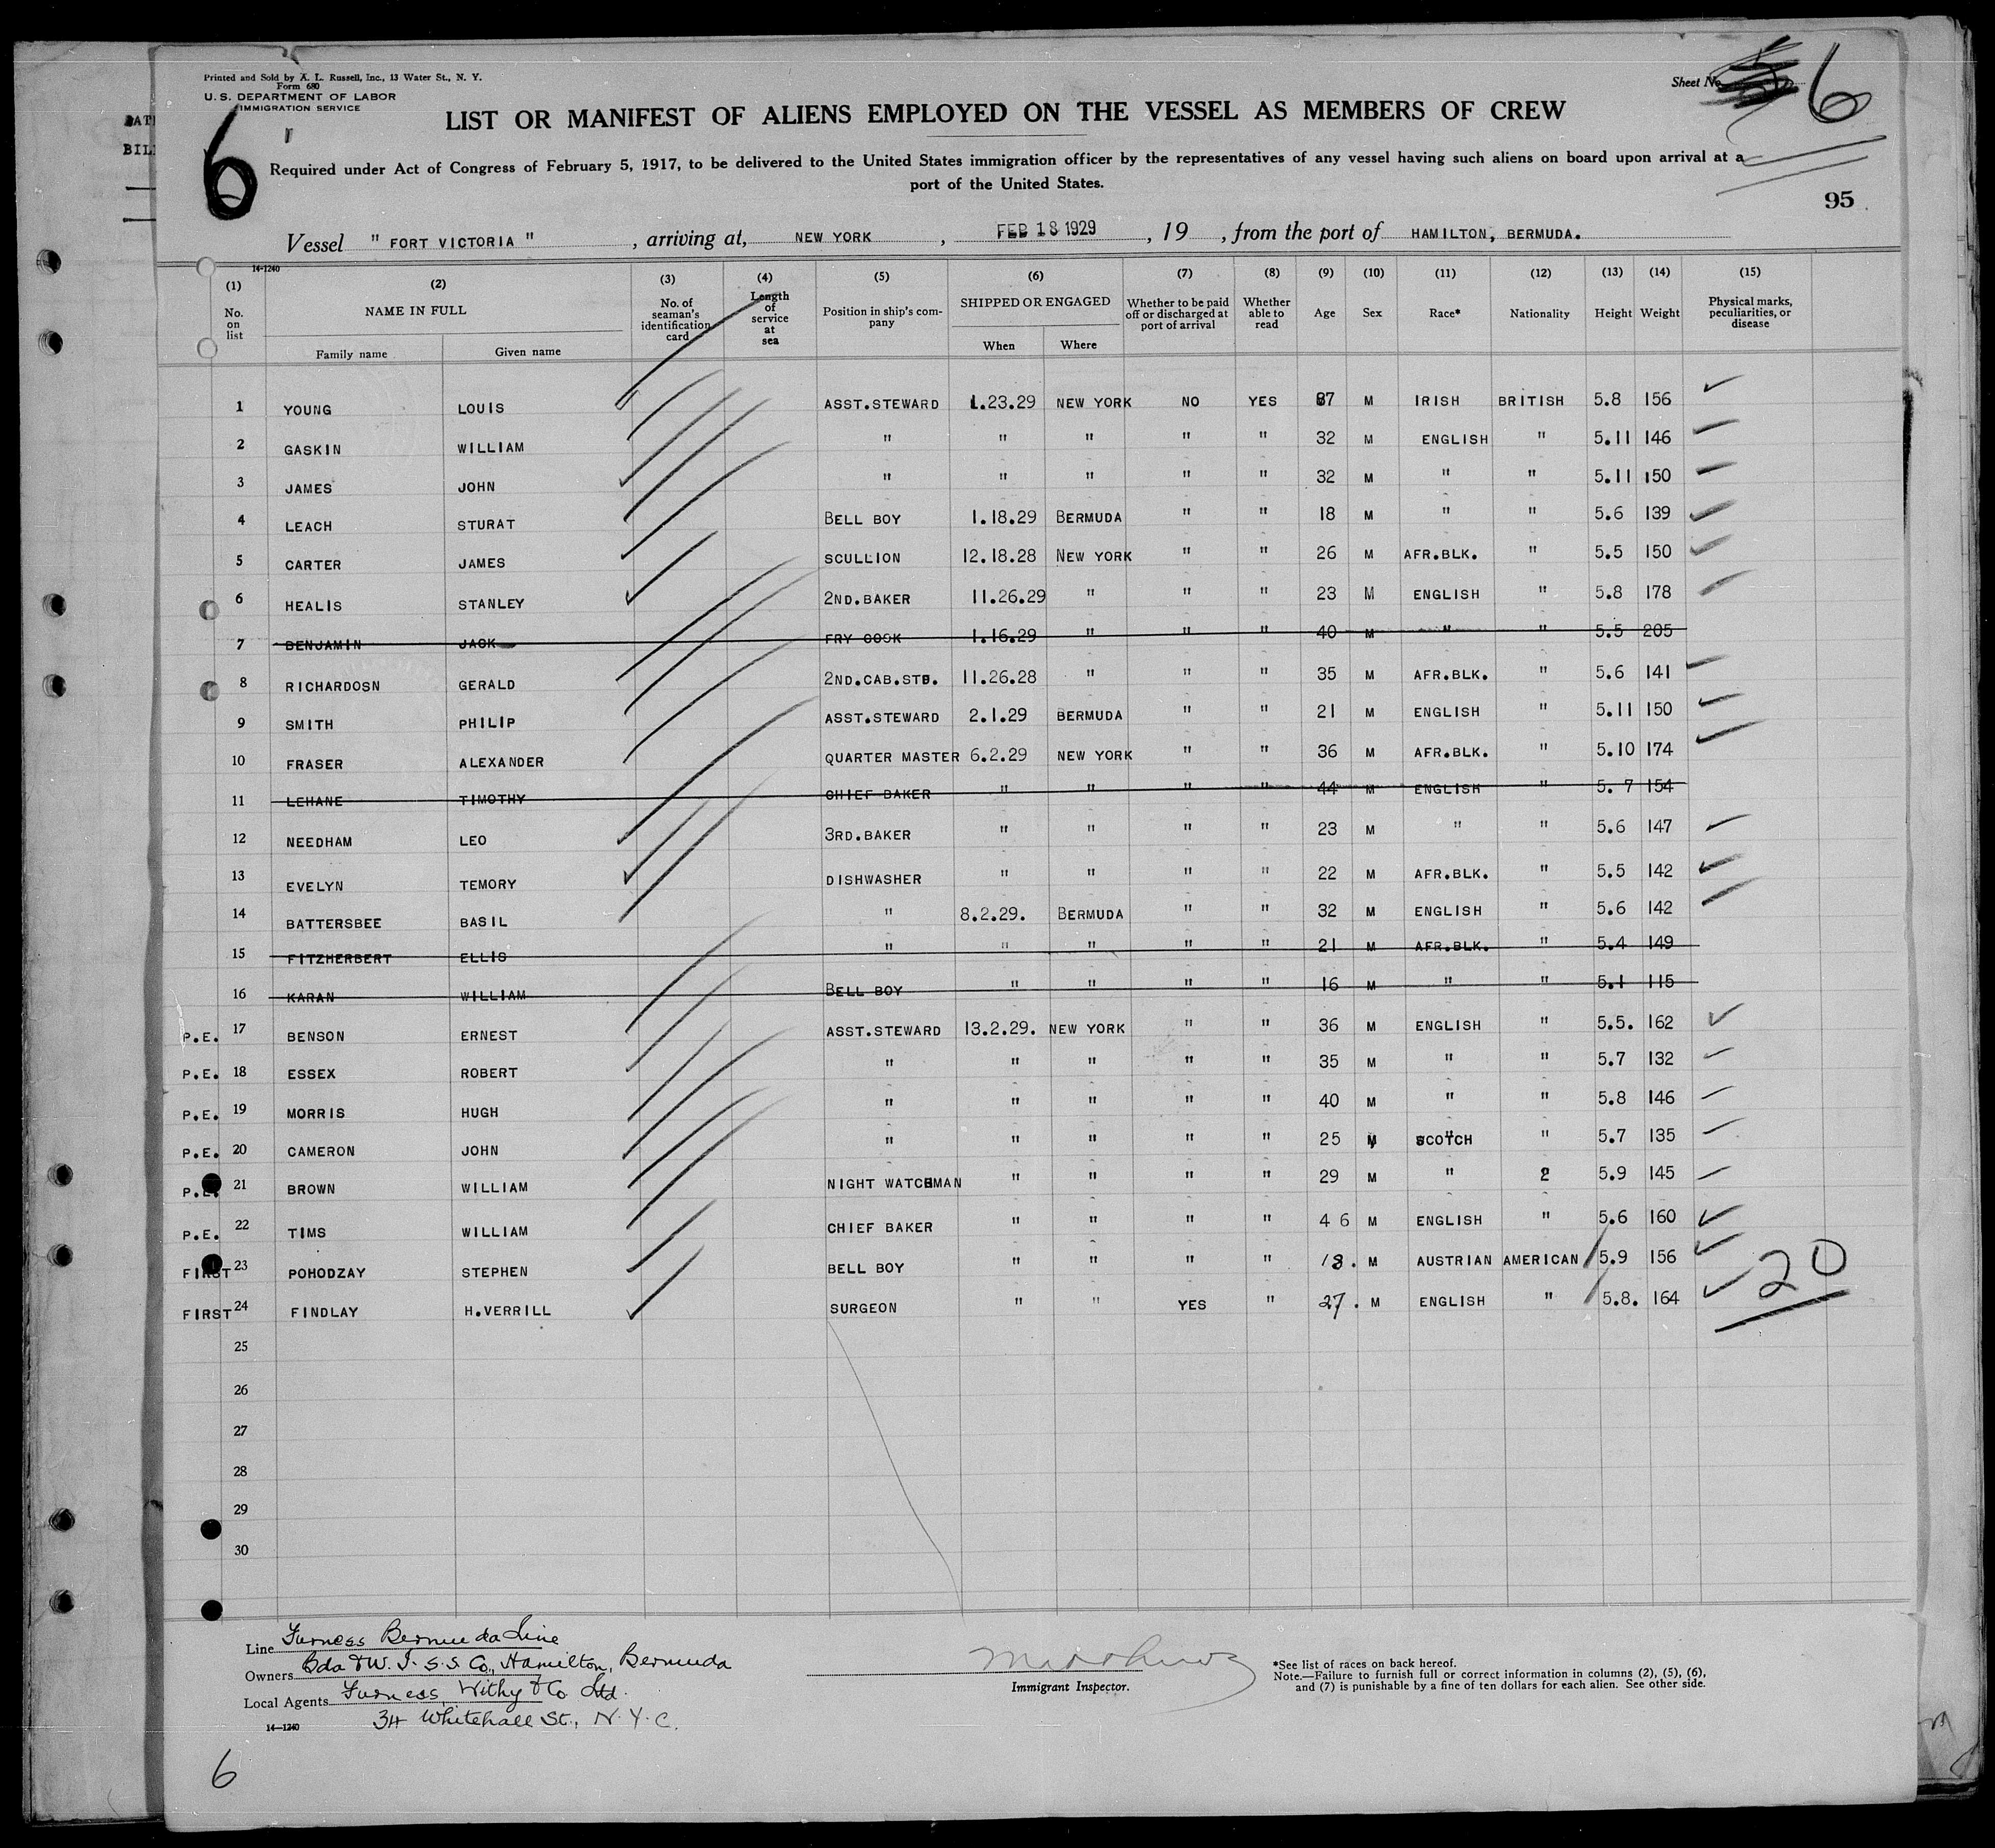 Printed and Sold by A. L. Russell, Inc., 13 Water St., N. Y.
Form 680
U. S. DEPARTMENT OF LABOR
IMMIGRATION SERVICE
Sheet No. 6
6
LIST OR MANIFEST OF ALIENS EMPLOYED ON THE VESSEL AS MEMBERS OF CREW
Required under Act of Congress of February 5, 1917, to be delivered to the United States immigration officer by the representatives of any vessel having such aliens on board upon arrival at a
port of the United States.
95
Vessel " FORT VICTORIA " , arriving at, NEW YORK , FEB 18 1929 , 19 , from the port of HAMILTON, BERMUDA.
14-1240
(1) No. on list (2) NAME IN FULL Family name Given name (3) No. of seaman's identification card (4) Length of service at sea (5) Position in ship's company (6) SHIPPED OR ENGAGED When Where (7) Whether to be paid off or discharged at port of arrival (8) Whether able to read (9) Age (10) Sex (11) Race* (12) Nationality (13) Height (14) Weight (15) Physical marks, peculiarities, or disease
1 YOUNG LOUIS ASST.STEWARD 1.23.29 NEW YORK NO YES 37 M IRISH BRITISH 5.8 156
2 GASKIN WILLIAM " " " " " 32 M ENGLISH " 5.11 146
3 JAMES JOHN " " " " " 32 M " " 5.11 150
4 LEACH STURAT BELL BOY 1.18.29 BERMUDA " " 18 M " " 5.6 139
5 CARTER JAMES SCULLION 12.18.28 NEW YORK " " 26 M AFR.BLK. " 5.5 150
6 HEALIS STANLEY 2ND.BAKER 11.26.29 " " " 23 M ENGLISH " 5.8 178
7 BENJAMIN JACK FRY COOK 1.16.29 " " " 40 M " " 5.5 205
8 RICHARDOSN GERALD 2ND.CAB.STD. 11.26.28 " " " 35 M AFR.BLK. " 5.6 141
9 SMITH PHILIP ASST.STEWARD 2.1.29 BERMUDA " " 21 M ENGLISH " 5.11 150
10 FRASER ALEXANDER QUARTER MASTER 6.2.29 NEW YORK " " 36 M AFR.BLK. " 5.10 174
11 LEHANE TIMOTHY CHIEF BAKER " " " " 44 M ENGLISH " 5. 7 154
12 NEEDHAM LEO 3RD.BAKER " " " " 23 M " " 5.6 147
13 EVELYN TEMORY DISHWASHER " " " " 22 M AFR.BLK. " 5.5 142
14 BATTERSBEE BASIL " 8.2.29. BERMUDA " " 32 M ENGLISH " 5.6 142
15 FITZHERBERT ELLIS " " " " " 21 M AFR.BLK. " 5.4 149
16 KARAN WILLIAM BELL BOY " " " " 16 M " " 5.1 115
P.E. 17 BENSON ERNEST ASST.STEWARD 13.2.29. NEW YORK " " 36 M ENGLISH " 5.5. 162
P.E. 18 ESSEX ROBERT " " " " " 35 M " " 5.7 132
P.E. 19 MORRIS HUGH " " " " " 40 M " " 5.8 146
P.E. 20 CAMERON JOHN " " " " " 25 M SCOTCH " 5.7 135
P.E. 21 BROWN WILLIAM NIGHT WATCHMAN " " " " 29 M " 2 5.9 145
P.E. 22 TIMS WILLIAM CHIEF BAKER " " " " 4 6 M ENGLISH " 5.6 160
FIRST 23 POHODZAY STEPHEN BELL BOY " " " " 18. M AUSTRIAN AMERICAN 5.9 156
20
FIRST 24 FINDLAY H.VERRILL SURGEON " " YES " 27. M ENGLISH " 5.8. 164
25
26
27
28
29
30
Line Furness Bermuda Line
Owners Bda & W. I. S.S. Co., Hamilton, Bermuda
Local Agents Furness, Withy & Co Ltd.
34 Whitehall St., N.Y.C.
14—1240
Immigrant Inspector.
*See list of races on back hereof.
Note.—Failure to furnish full or correct information in columns (2), (5), (6),
and (7) is punishable by a fine of ten dollars for each alien. See other side.
6